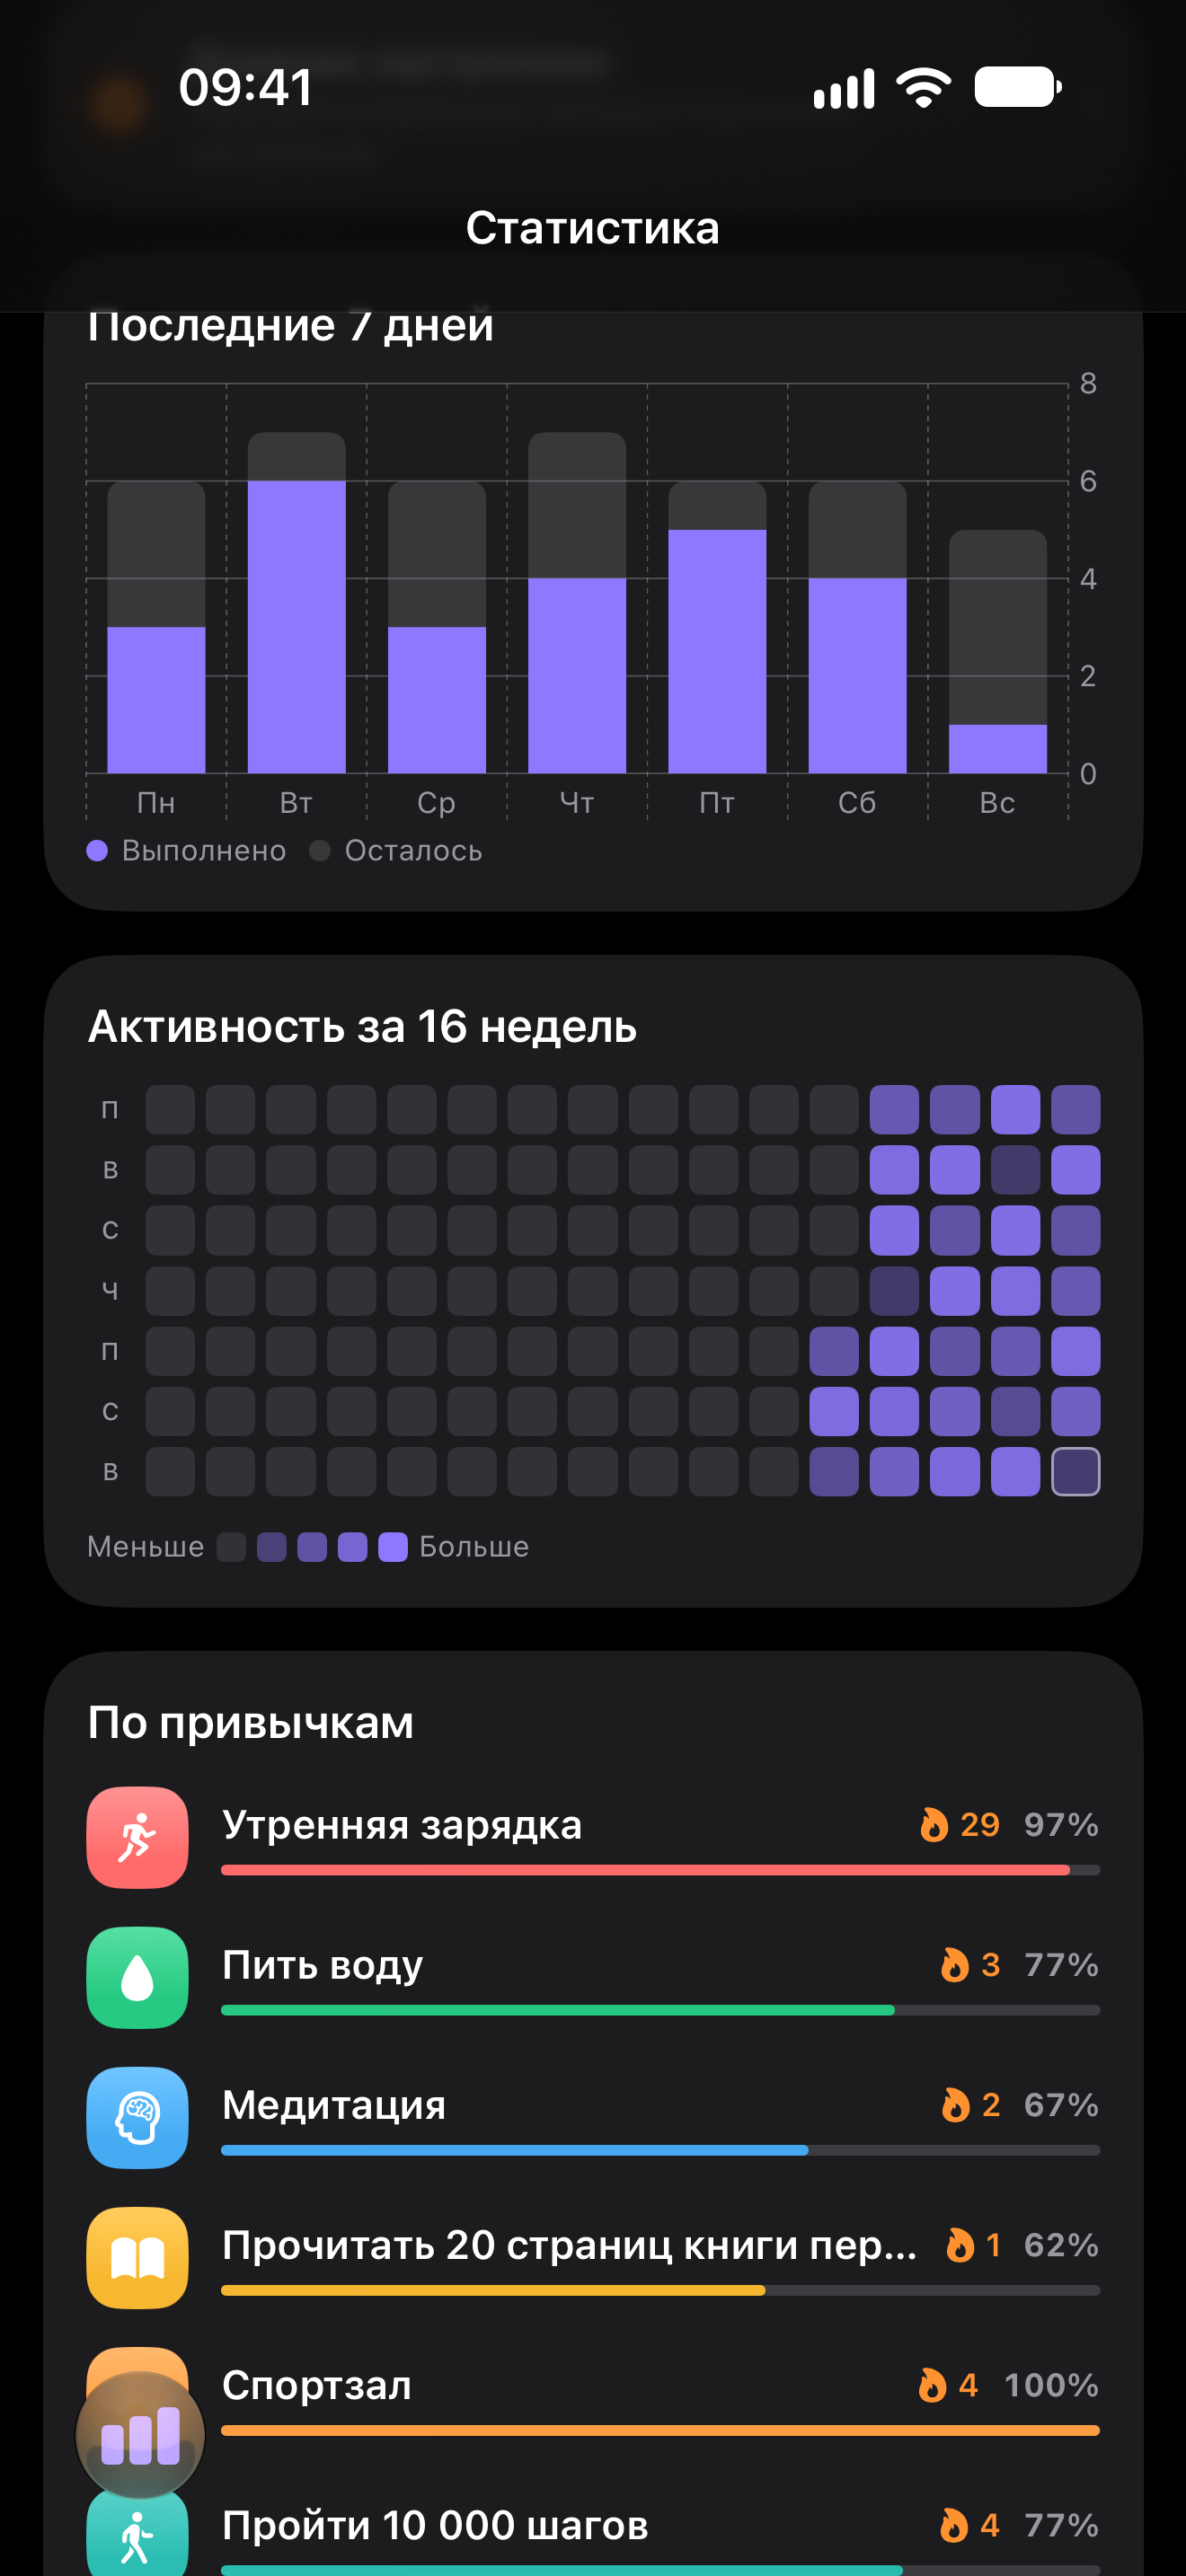 09:41
Статистика
Последние 7 дней
8
6
4
2
0
Пн Вт Ср Чт Пт Сб Вс
Выполнено Осталось
Активность за 16 недель
П
В
С
Ч
П
С
В
Меньше Больше
По привычкам
Утренняя зарядка 29 97%
Пить воду 3 77%
Медитация 2 67%
Прочитать 20 страниц книги пер... 1 62%
Спортзал 4 100%
Пройти 10 000 шагов 4 77%